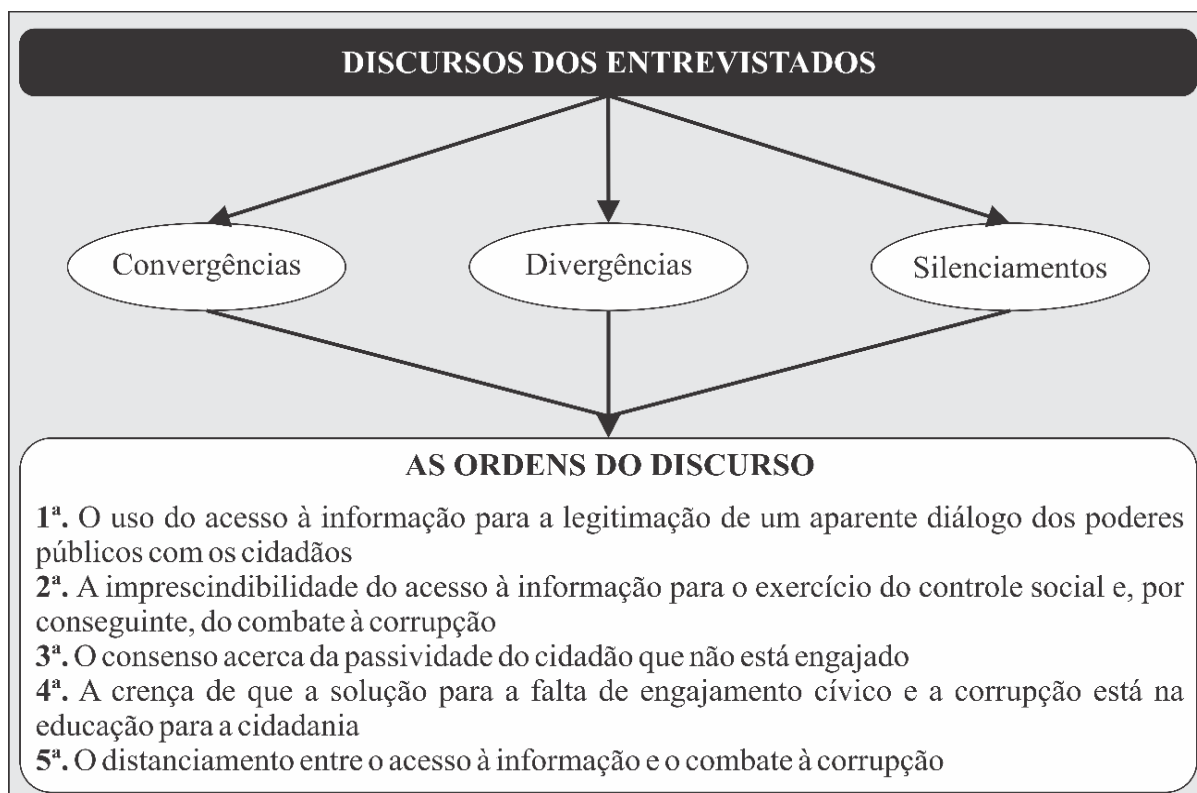 DISCURSOS DOS ENTREVISTADOS
Convergências
Divergências
Silenciamentos
AS ORDENS DO DISCURSO
1ª. O uso do acesso à informação para a legitimação de um aparente diálogo dos poderes
públicos com os cidadãos
2ª. A imprescindibilidade do acesso à informação para o exercício do controle social e, por
conseguinte, do combate à corrupção
3ª. O consenso acerca da passividade do cidadão que não está engajado
4ª. A crença de que a solução para a falta de engajamento cívico e a corrupção está na
educação para a cidadania
5ª. O distanciamento entre o acesso à informação e o combate à corrupção